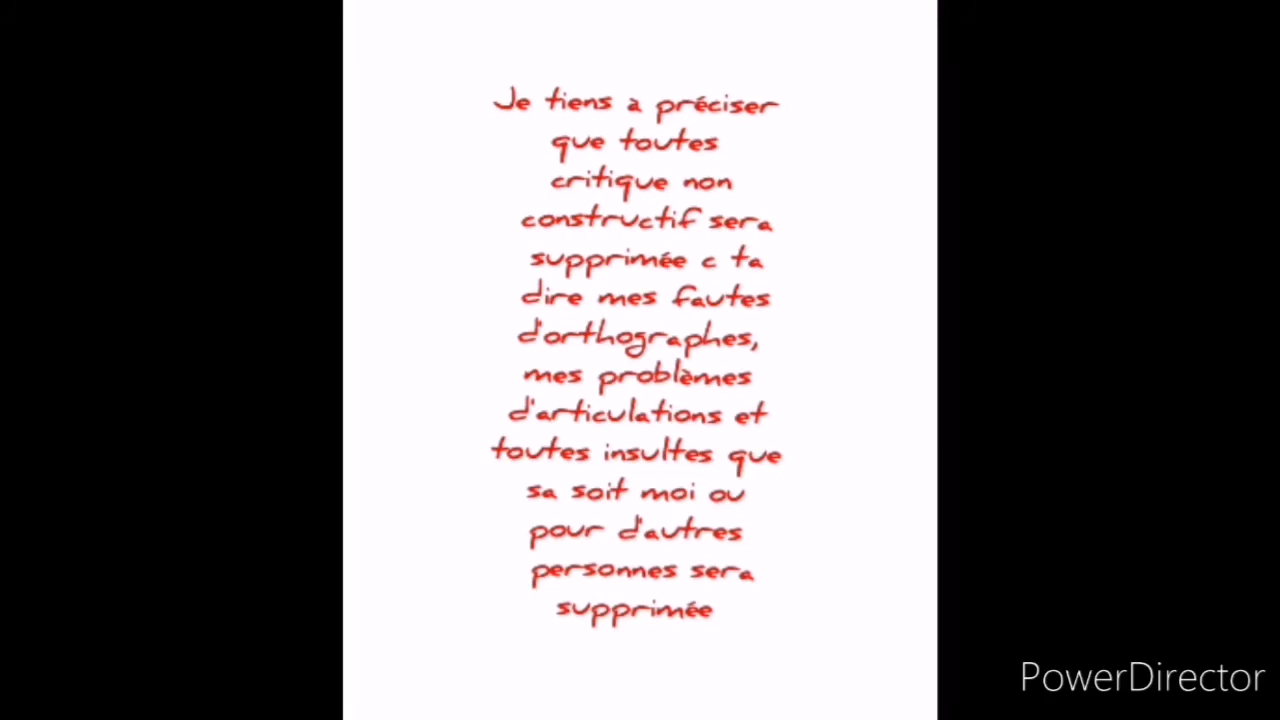 Je tiens à préciser
que toutes
critique non
constructif sera
supprimée c ta
dire mes fautes
d'orthographes,
mes problèmes
d'articulations et
toutes insultes que
sa soit moi ou
pour d'autres
personnes sera
supprimée
PowerDirector